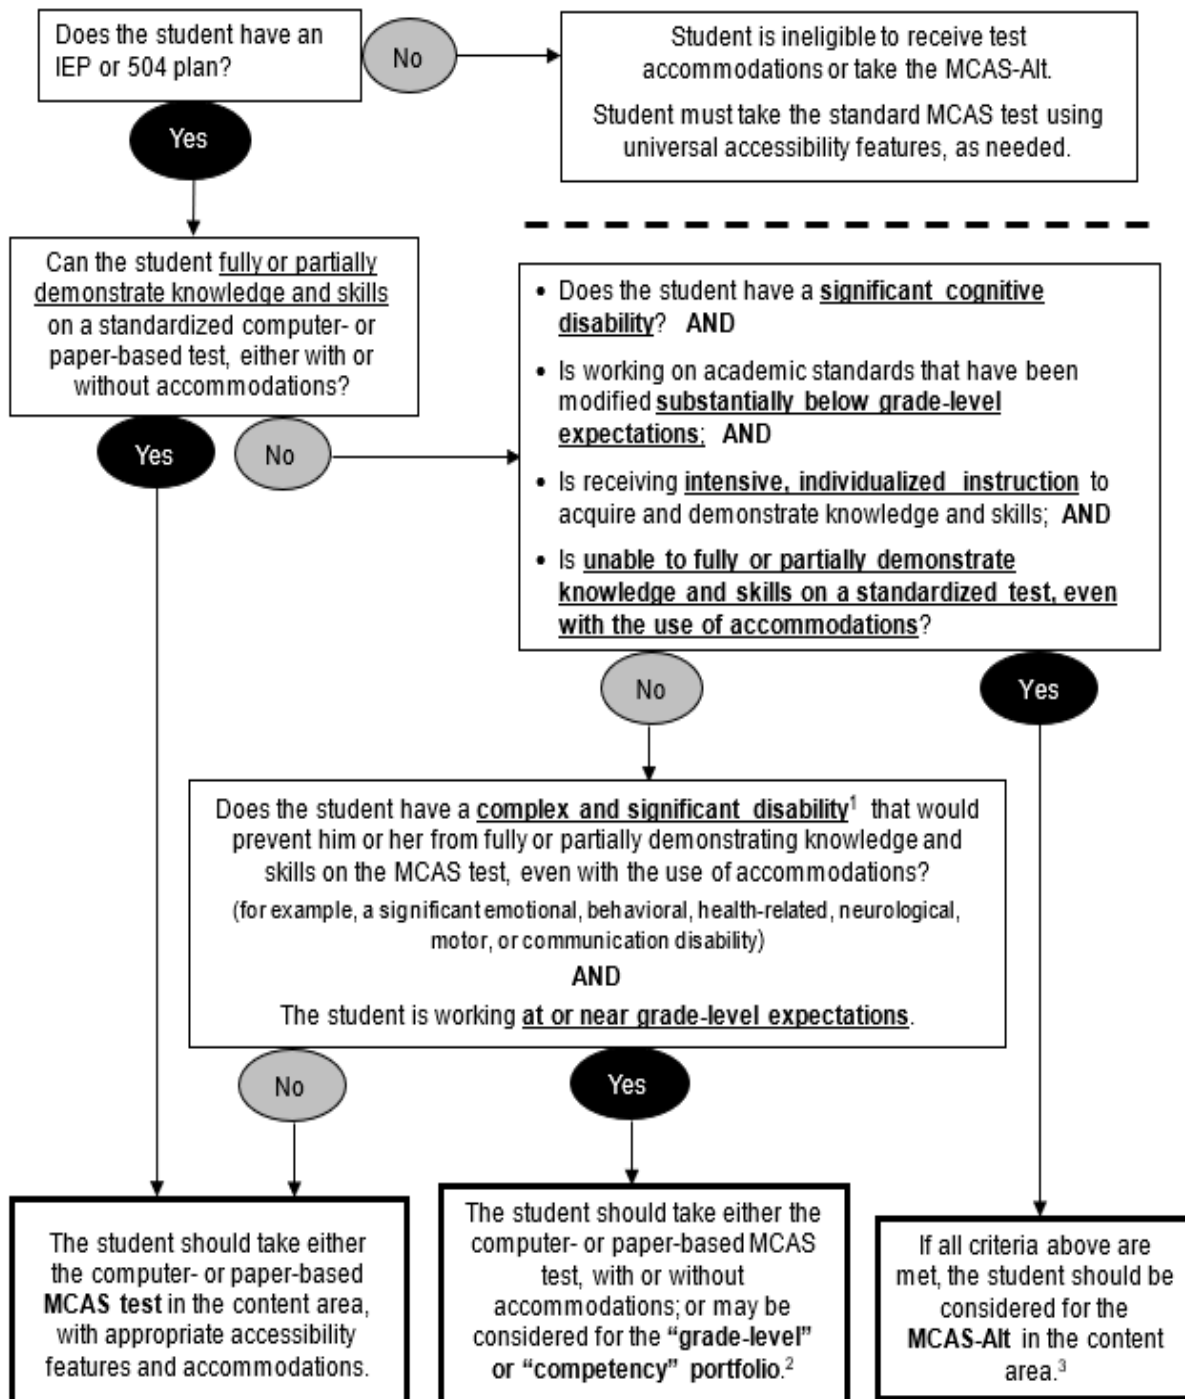 Does the student have an
IEP or 504 plan?
No
Student is ineligible to receive test
accommodations or take the MCAS-Alt.
Student must take the standard MCAS test using
universal accessibility features, as needed.
Yes
Can the student fully or partially
demonstrate knowledge and skills
on a standardized computer- or
paper-based test, either with or
without accommodations?
Yes
No
• Does the student have a significant cognitive
disability? AND
• Is working on academic standards that have been
modified substantially below grade-level
expectations; AND
• Is receiving intensive, individualized instruction to
acquire and demonstrate knowledge and skills; AND
• Is unable to fully or partially demonstrate
knowledge and skills on a standardized test, even
with the use of accommodations?
No
Yes
Does the student have a complex and significant disability¹ that would
prevent him or her from fully or partially demonstrating knowledge and
skills on the MCAS test, even with the use of accommodations?
(for example, a significant emotional, behavioral, health-related, neurological,
motor, or communication disability)
AND
The student is working at or near grade-level expectations.
No
Yes
The student should take either
the computer- or paper-based
MCAS test in the content area,
with appropriate accessibility
features and accommodations.
The student should take either the
computer- or paper-based MCAS
test, with or without
accommodations; or may be
considered for the “grade-level”
or “competency” portfolio.²
If all criteria above are
met, the student should be
considered for the
MCAS-Alt in the content
area.³